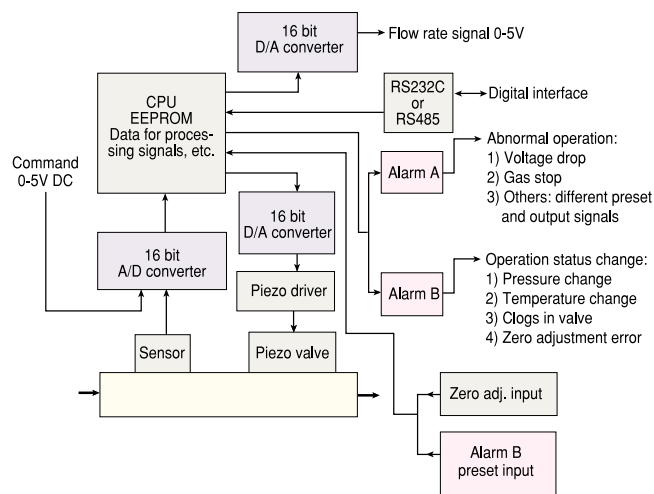 16 bit
D/A converter
Flow rate signal 0-5V
CPU
EEPROM
Data for proces-
sing signals, etc.
RS232C
or
RS485
Digital interface
Command
0-5V DC
Alarm A
Abnormal operation:
1) Voltage drop
2) Gas stop
3) Others: different preset
and output signals
16 bit
D/A converter
16 bit
A/D converter
Alarm B
Operation status change:
1) Pressure change
2) Temperature change
3) Clogs in valve
4) Zero adjustment error
Piezo driver
Sensor
Piezo valve
Zero adj. input
Alarm B
preset input